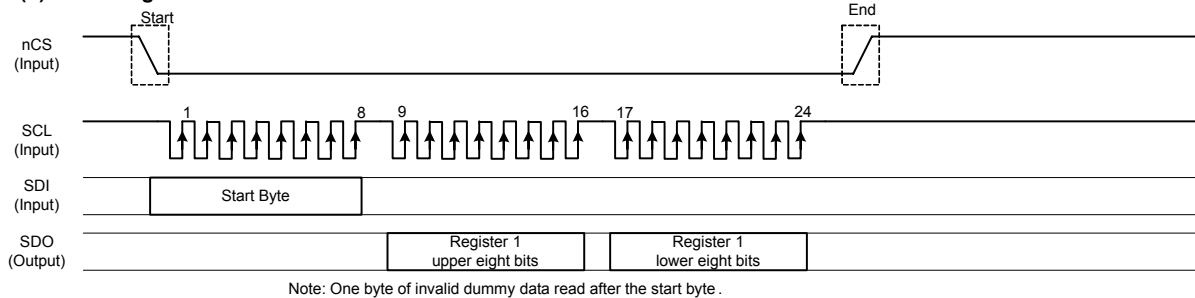 Start
End
nCS
(Input)
1
8
9
16
17
24
SCL
(Input)
SDI
(Input)
Start Byte
SDO
(Output)
Register 1
upper eight bits
Register 1
lower eight bits
Note: One byte of invalid dummy data read after the start byte .